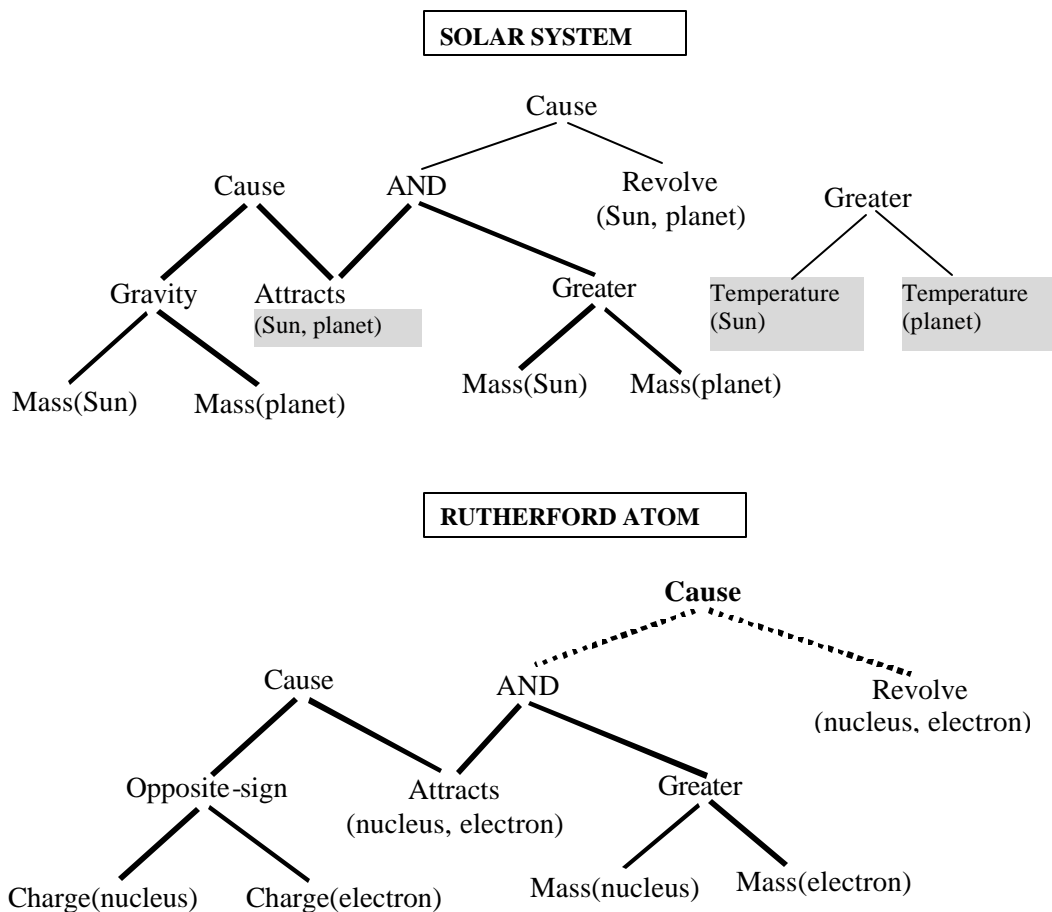 SOLAR SYSTEM
Cause
Cause
AND
Revolve
(Sun, planet)
Greater
Gravity
Attracts
(Sun, planet)
Greater
Temperature
(Sun)
Temperature
(planet)
Mass(Sun)
Mass(planet)
Mass(Sun)
Mass(planet)
RUTHERFORD ATOM
Cause
Cause
AND
Revolve
(nucleus, electron)
Opposite-sign
Attracts
(nucleus, electron)
Greater
Charge(nucleus)
Charge(electron)
Mass(nucleus)
Mass(electron)